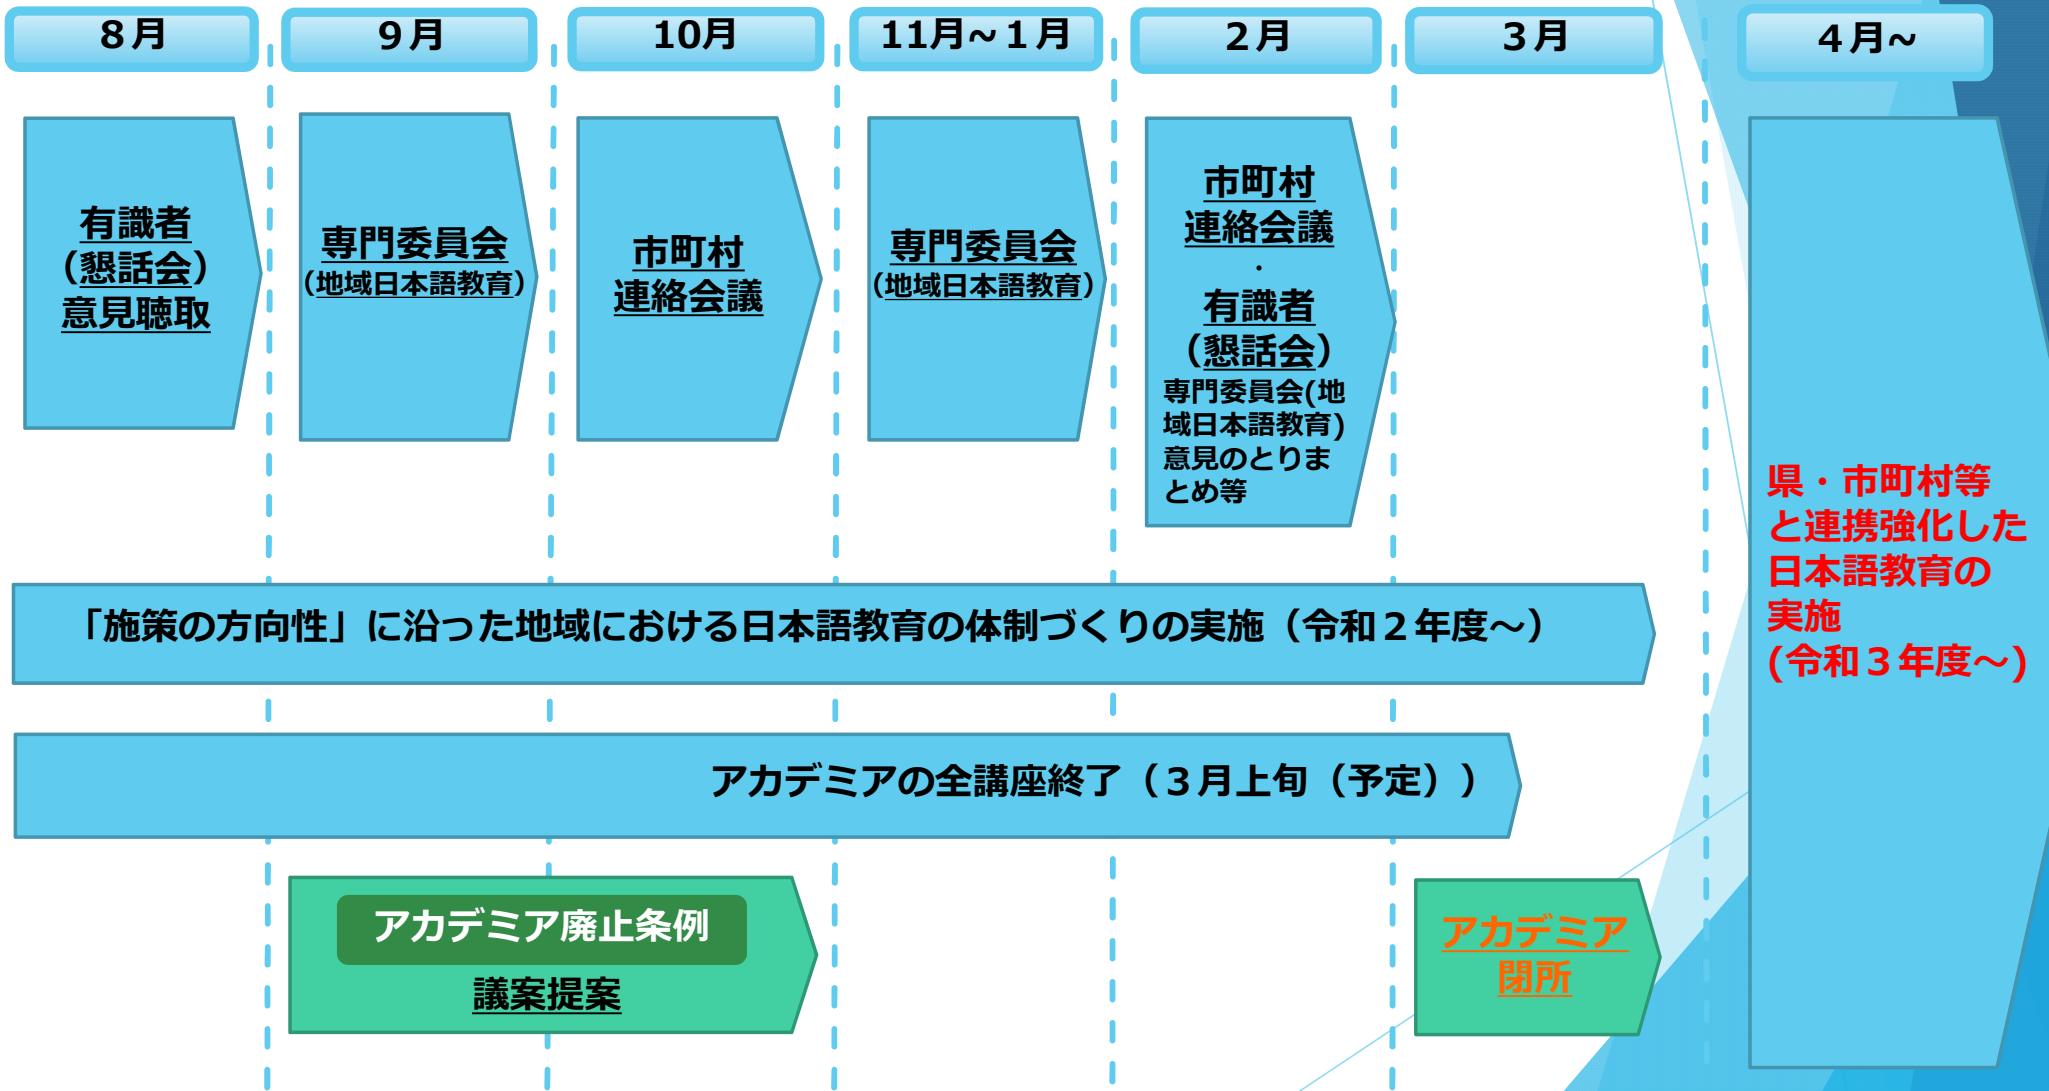 ８月
９月
10月
11月~１月
２月
３月
４月~
有識者
（懇話会）
意見聴取
専門委員会
（地域日本語教育）
市町村
連絡会議
専門委員会
（地域日本語教育）
市町村
連絡会議
・
有識者
（懇話会）
専門委員会(地
域日本語教育)
意見のとりま
とめ等
県・市町村等
と連携強化した
日本語教育の
実施
(令和３年度～)
「施策の方向性」に沿った地域における日本語教育の体制づくりの実施（令和２年度～）
アカデミアの全講座終了（３月上旬（予定））
アカデミア廃止条例
議案提案
アカデミア
閉所